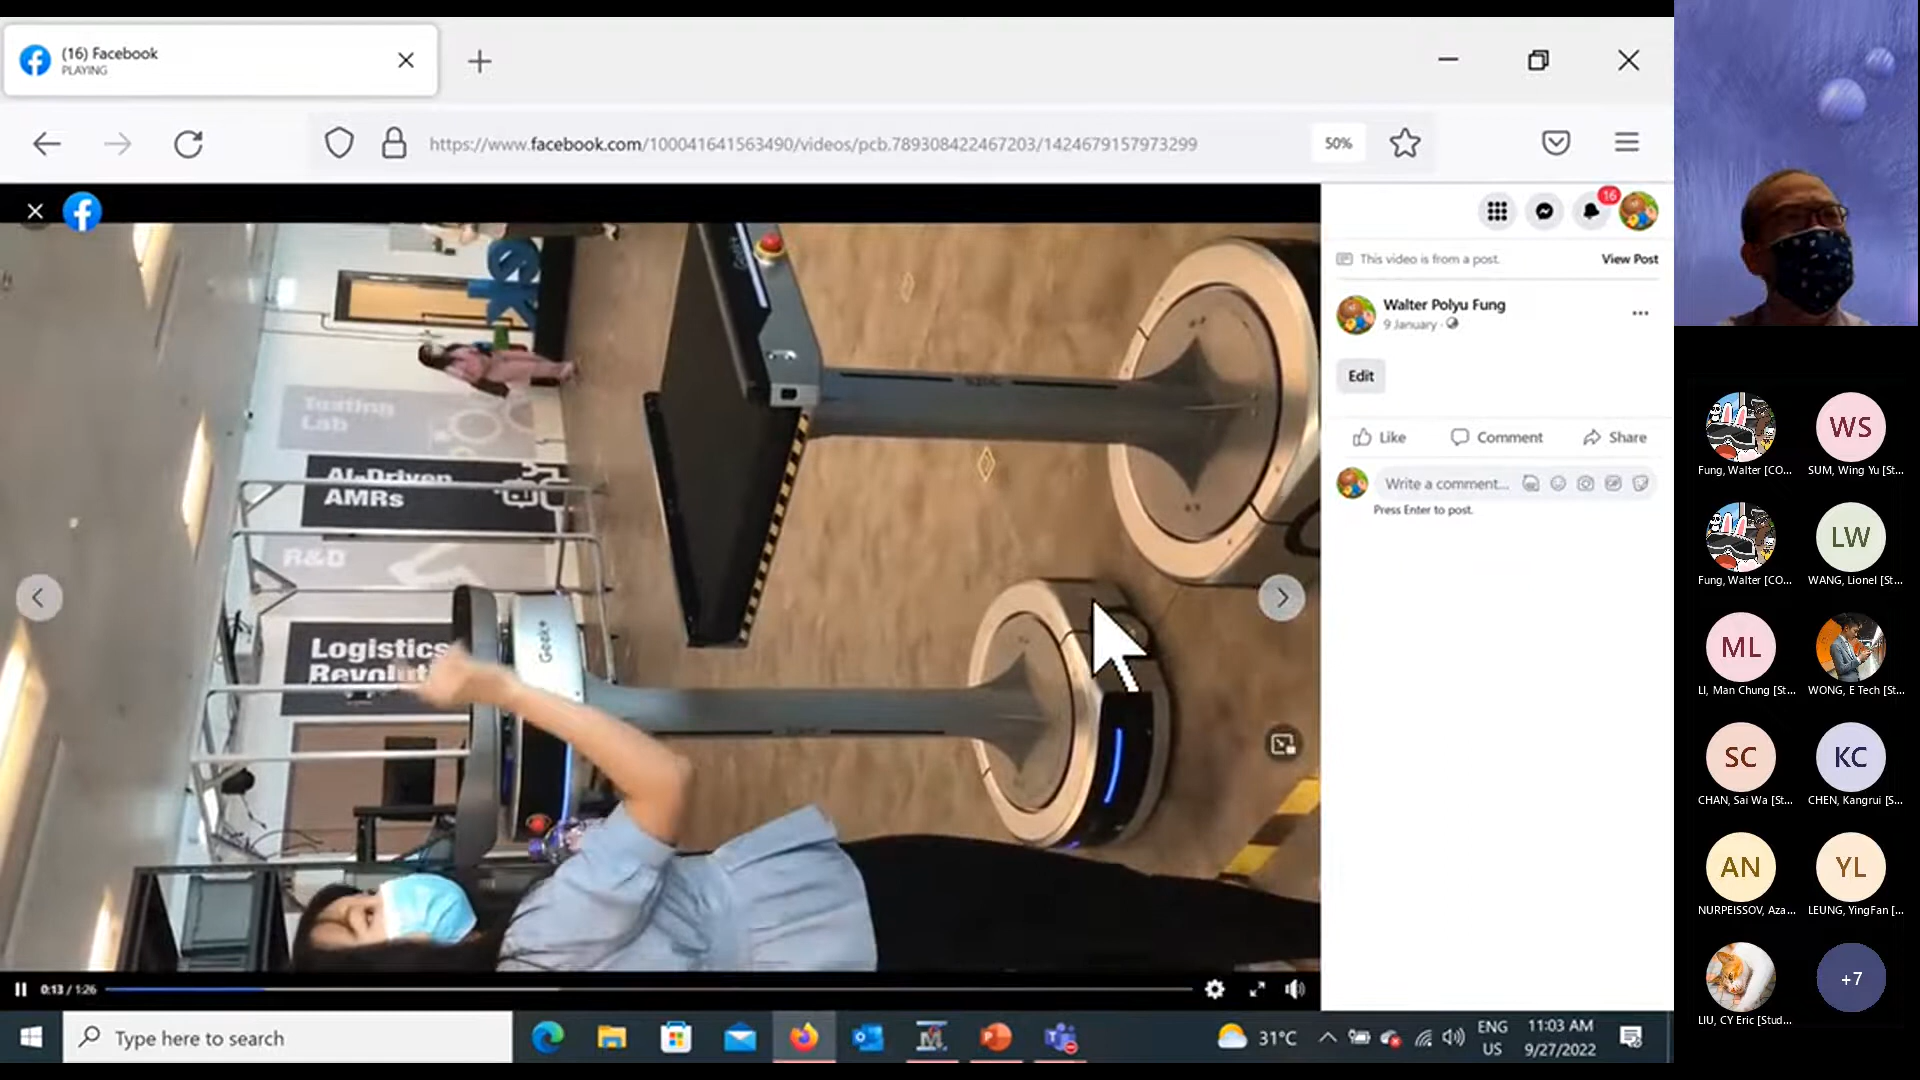 (16) Facebook
PLAYING
https://www.facebook.com/100041641563490/videos/pcb.789308422467203/1424679157973299
50%
16
This video is from a post.
View Post
Walter Polyu Fung
9 January
Edit
Like
Comment
Share
Write a comment...
Press Enter to post.
Geek+
Testing
Lab
AI-Driven
AMRs
R&D
Logistics
Revolut
Geek+
0:13 / 1:26
Type here to search
31°C
ENG
US
11:03 AM
9/27/2022
Fung, Walter [CO...
WS
SUM, Wing Yu [St...
Fung, Walter [CO...
LW
WANG, Lionel [St...
ML
LI, Man Chung [St...
WONG, E Tech [St...
SC
CHAN, Sai Wa [St...
KC
CHEN, Kangrui [S...
AN
NURPEISSOV, Aza...
YL
LEUNG, YingFan [...
LIU, CY Eric [Stud...
+7